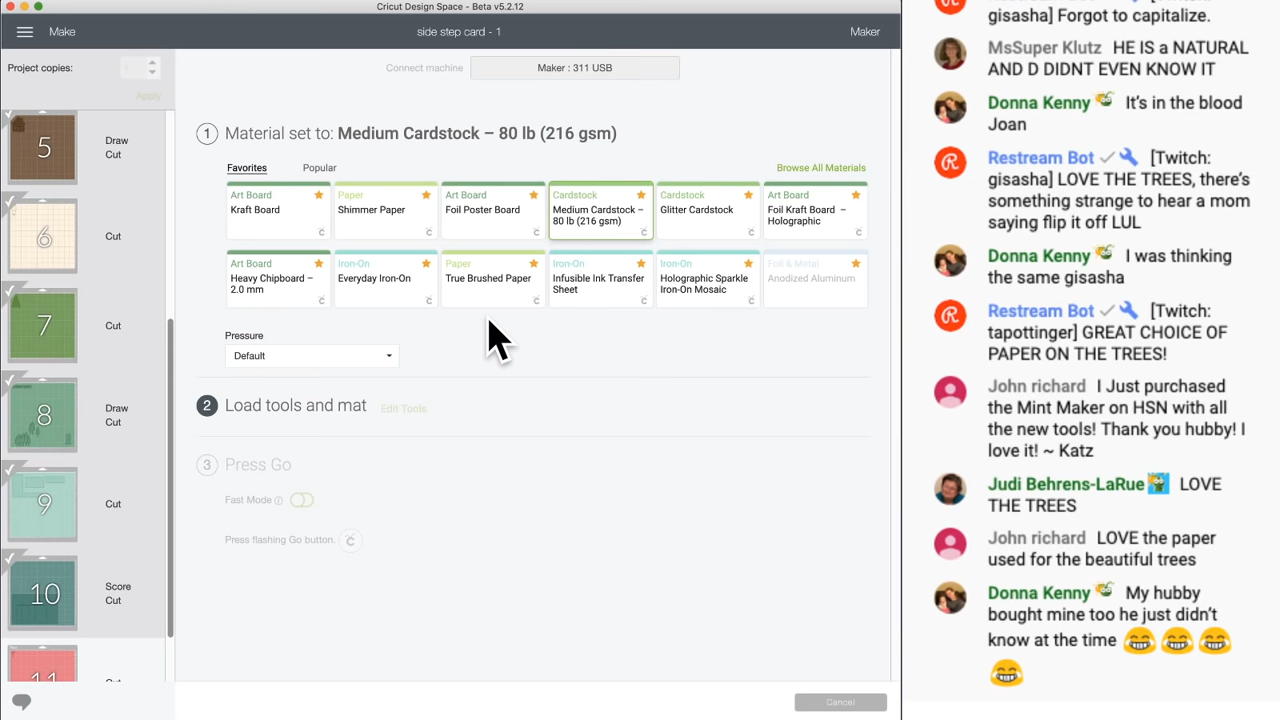 Cricut Design Space - Beta v5.2.12
Make
side step card - 1
Maker
Project copies:
Apply
5
Draw
Cut
6
Cut
7
Cut
8
Draw
Cut
9
Cut
10
Score
Cut
11
Connect machine
Maker : 311 USB
1 Material set to: Medium Cardstock – 80 lb (216 gsm)
Favorites
Popular
Browse All Materials
Art Board
Kraft Board
Paper
Shimmer Paper
Art Board
Foil Poster Board
Cardstock
Medium Cardstock –
80 lb (216 gsm)
Cardstock
Glitter Cardstock
Art Board
Foil Kraft Board –
Holographic
Art Board
Heavy Chipboard –
2.0 mm
Iron-On
Everyday Iron-On
Paper
True Brushed Paper
Iron-On
Infusible Ink Transfer
Sheet
Iron-On
Holographic Sparkle
Iron-On Mosaic
Foil & Metal
Anodized Aluminum
Pressure
Default
2 Load tools and mat Edit Tools
3 Press Go
Fast Mode
Press flashing Go button.
Cancel
gisasha] Forgot to capitalize.
MsSuper Klutz HE IS a NATURAL
AND D DIDNT EVEN KNOW IT
Donna Kenny It's in the blood
Joan
Restream Bot [Twitch:
gisasha] LOVE THE TREES, there's
something strange to hear a mom
saying flip it off LUL
Donna Kenny I was thinking
the same gisasha
Restream Bot [Twitch:
tapottinger] GREAT CHOICE OF
PAPER ON THE TREES!
John richard I Just purchased
the Mint Maker on HSN with all
the new tools! Thank you hubby! I
love it! ~ Katz
Judi Behrens-LaRue LOVE
THE TREES
John richard LOVE the paper
used for the beautiful trees
Donna Kenny My hubby
bought mine too he just didn't
know at the time 😂😂😂
😂